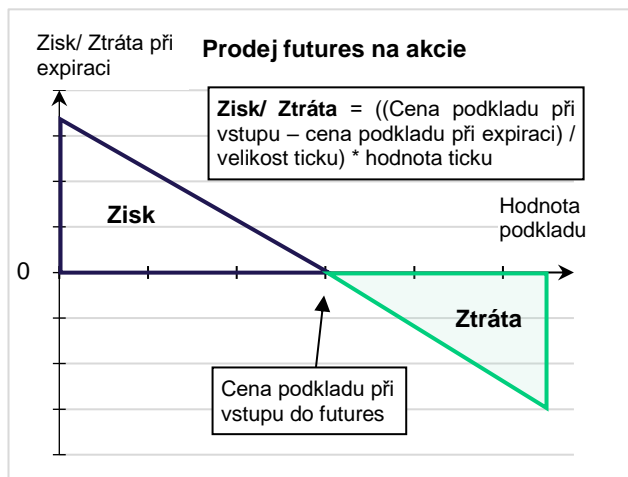 Zisk/ Ztráta při
expiraci
Prodej futures na akcie
Zisk/ Ztráta = ((Cena podkladu při
vstupu – cena podkladu při expiraci) /
velikost ticku) * hodnota ticku
Zisk
Hodnota
podkladu
0
Ztráta
Cena podkladu při
vstupu do futures